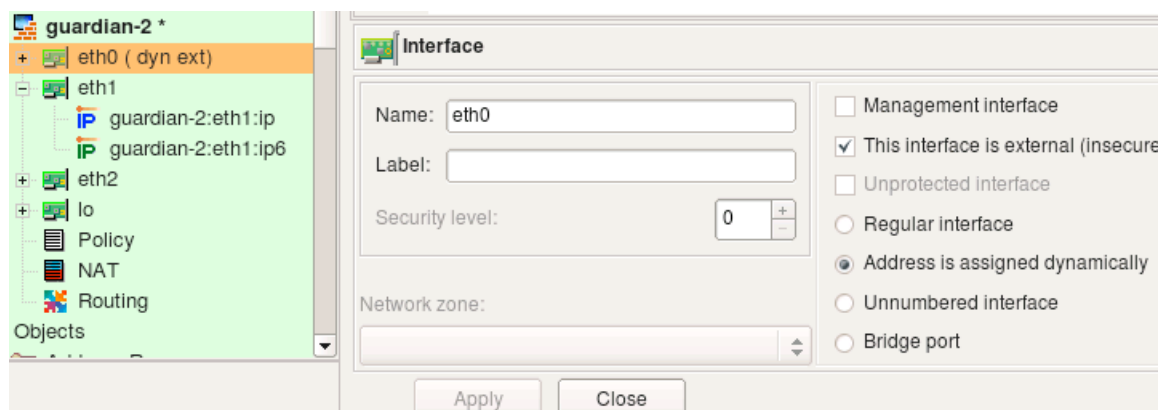 guardian-2 *
eth0 ( dyn ext)
eth1
guardian-2:eth1:ip
guardian-2:eth1:ip6
eth2
lo
Policy
NAT
Routing
Objects
Interface
Name: eth0
Label:
Security level: 0
Network zone:
Management interface
This interface is external (insecure
Unprotected interface
Regular interface
Address is assigned dynamically
Unnumbered interface
Bridge port
Apply Close